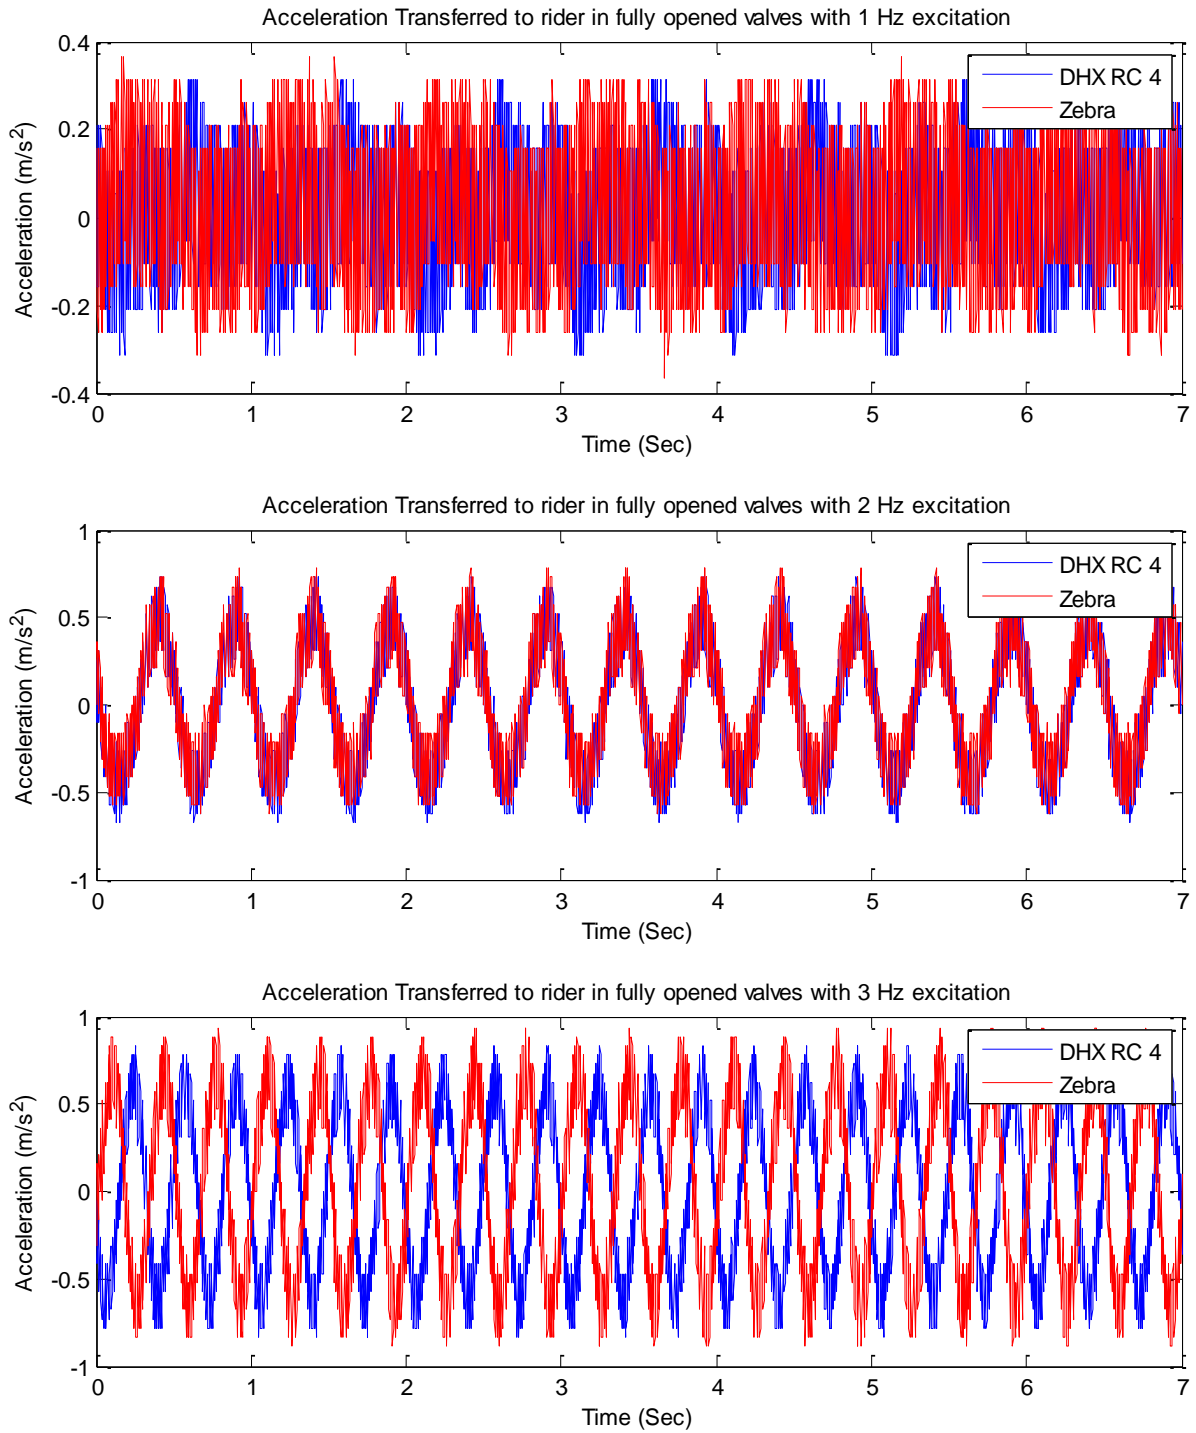 Acceleration Transferred to rider in fully opened valves with 1 Hz excitation
0.4
0.2
0
-0.2
-0.4
Acceleration (m/s²)
DHX RC 4
Zebra
0 1 2 3 4 5 6 7
Time (Sec)
Acceleration Transferred to rider in fully opened valves with 2 Hz excitation
1
0.5
0
-0.5
-1
Acceleration (m/s²)
DHX RC 4
Zebra
0 1 2 3 4 5 6 7
Time (Sec)
Acceleration Transferred to rider in fully opened valves with 3 Hz excitation
1
0.5
0
-0.5
-1
Acceleration (m/s²)
DHX RC 4
Zebra
0 1 2 3 4 5 6 7
Time (Sec)